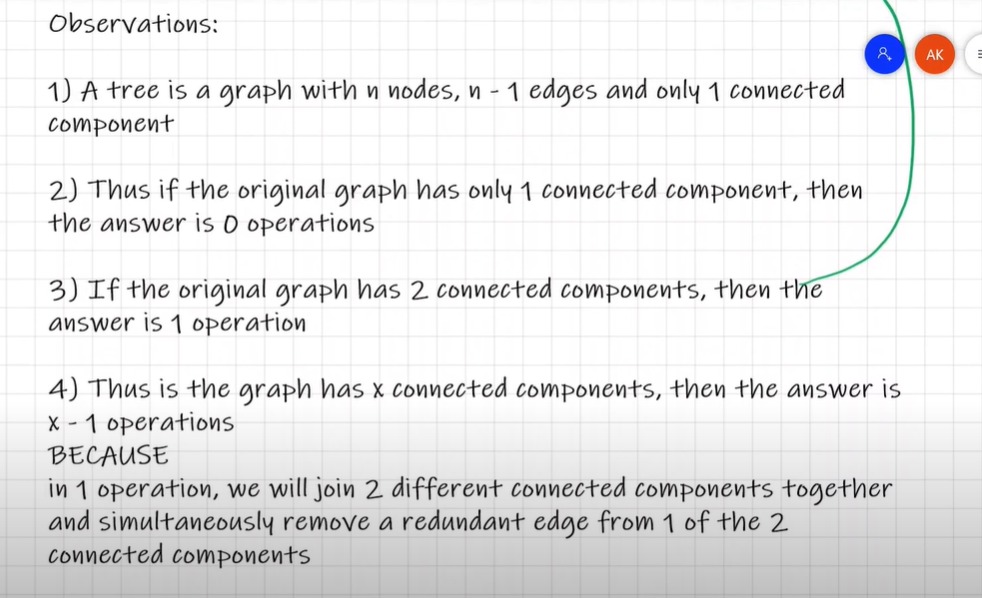 Observations:
AK
1) A tree is a graph with n nodes, n - 1 edges and only 1 connected
component
2) Thus if the original graph has only 1 connected component, then
the answer is 0 operations
3) If the original graph has 2 connected components, then the
answer is 1 operation
4) Thus is the graph has x connected components, then the answer is
x - 1 operations
BECAUSE
in 1 operation, we will join 2 different connected components together
and simultaneously remove a redundant edge from 1 of the 2
connected components